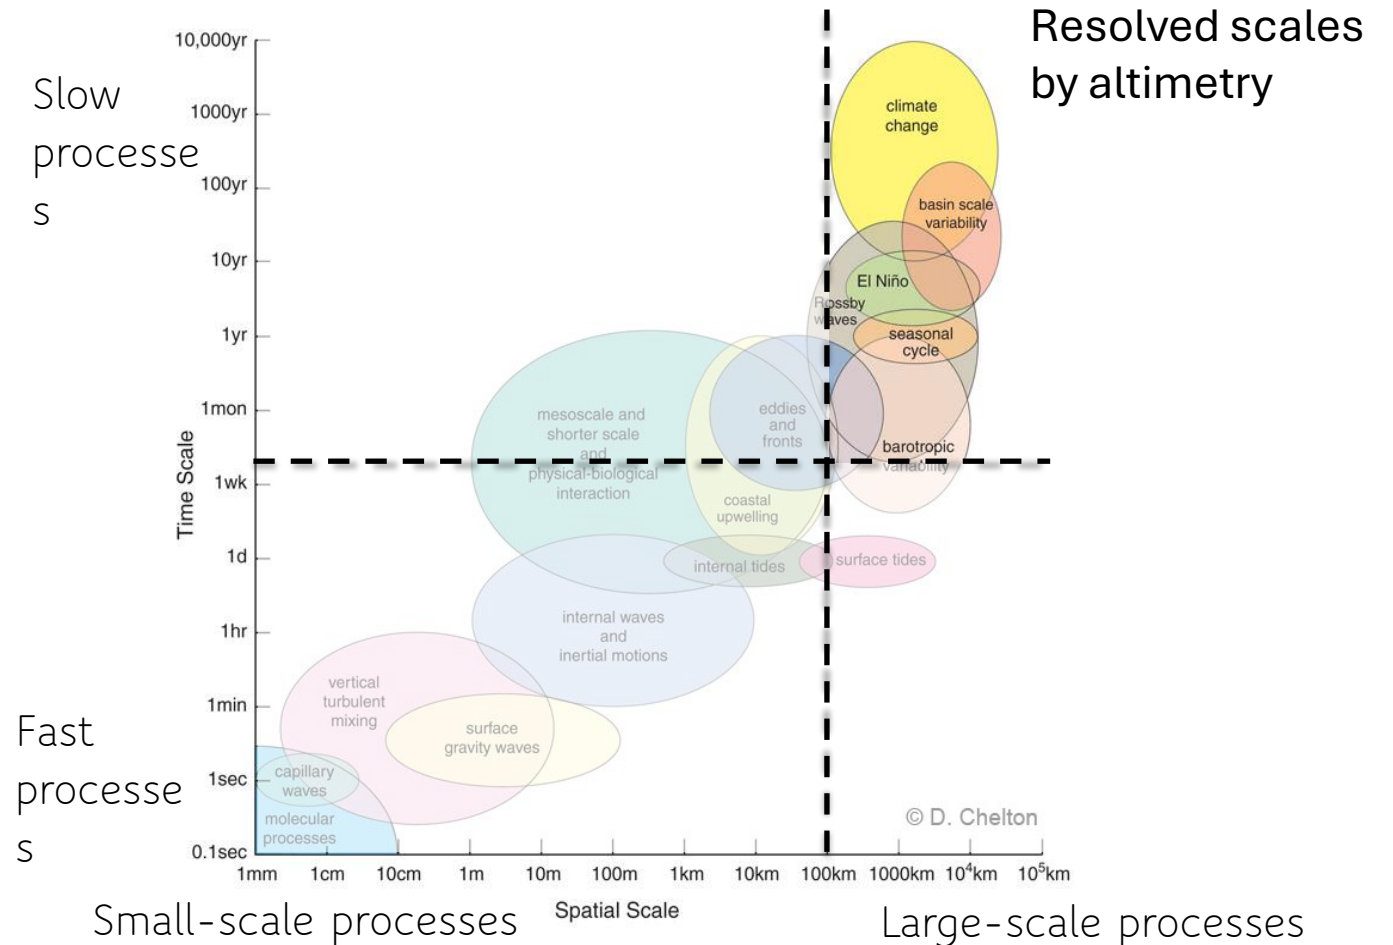 Resolved scales
by altimetry
Slow
processe
s
Fast
processe
s
Time Scale
10,000yr
1000yr
100yr
10yr
1yr
1mon
1wk
1d
1hr
1min
1sec
0.1sec
climate
change
basin scale
variability
El Niño
Rossby
waves
seasonal
cycle
mesoscale and
shorter scale
and
physical-biological
interaction
eddies
and
fronts
barotropic
variability
coastal
upwelling
internal tides
surface tides
internal waves
and
inertial motions
vertical
turbulent
mixing
surface
gravity waves
capillary
waves
molecular
processes
© D. Chelton
1mm
1cm
10cm
1m
10m
100m
1km
10km
100km
1000km
10⁴km
10⁵km
Spatial Scale
Small-scale processes
Large-scale processes